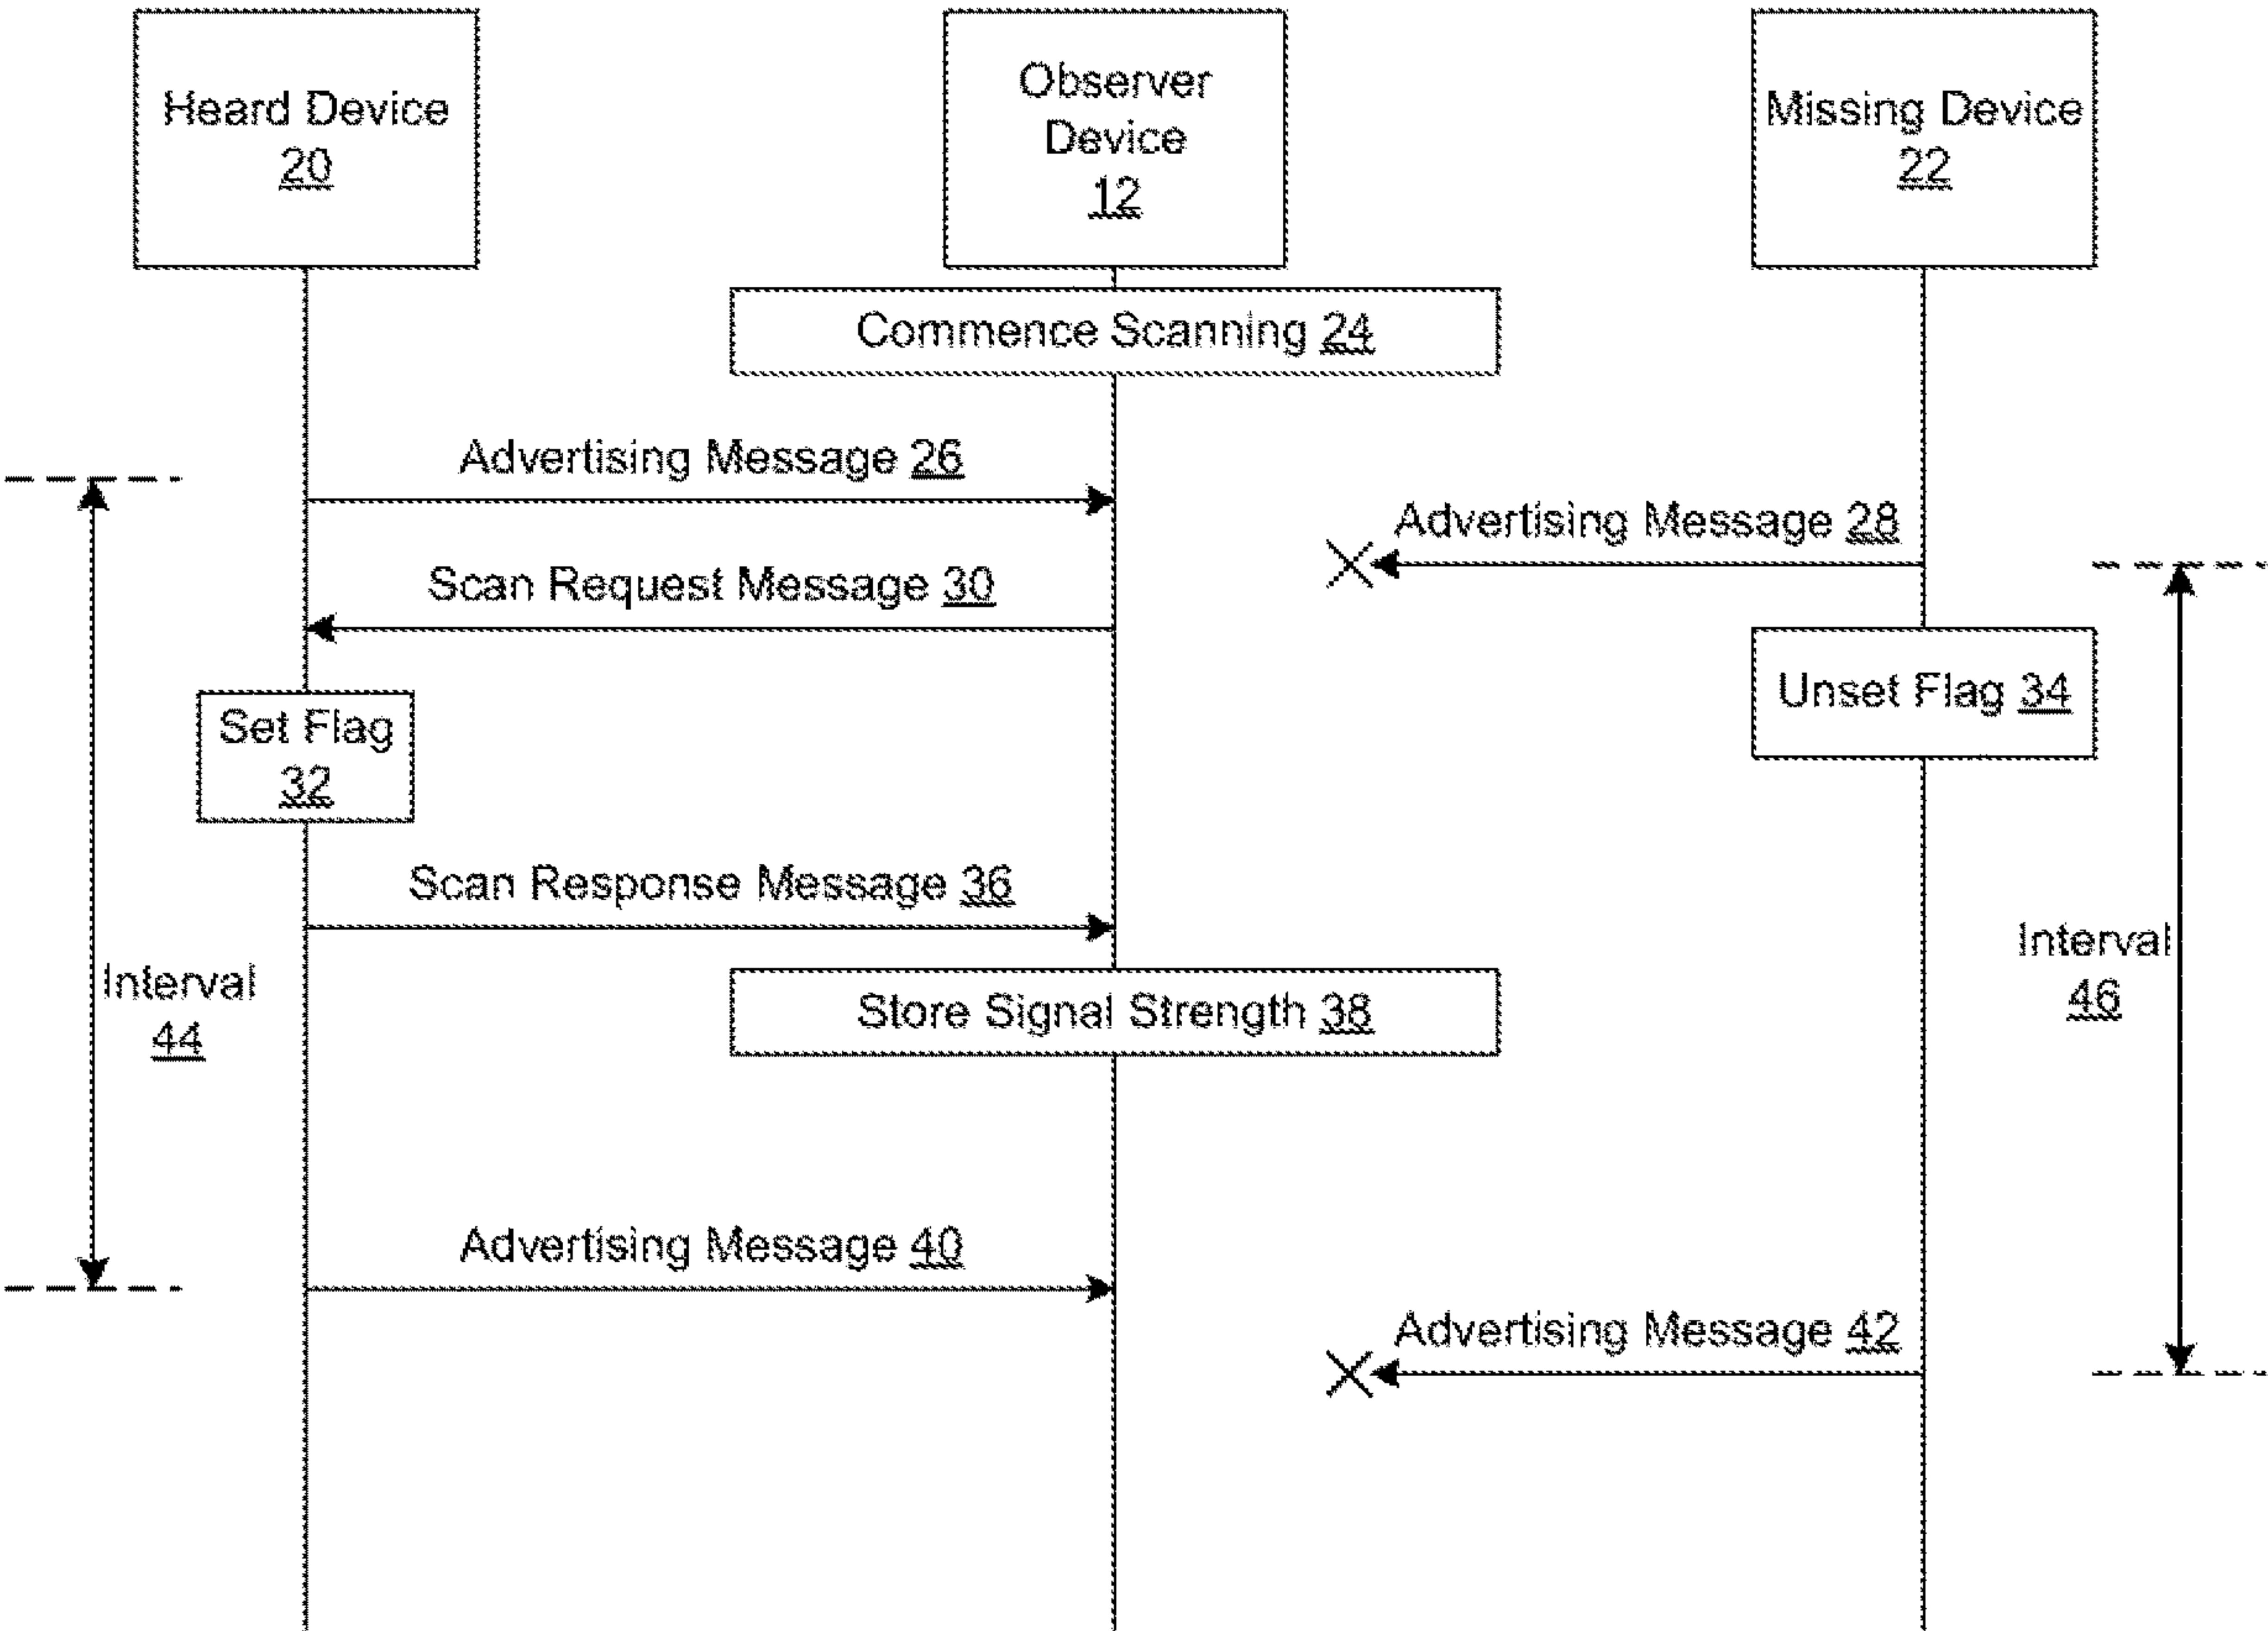 Heard Device
20
Observer
Device
12
Missing Device
22
Commence Scanning 24
Advertising Message 26
Advertising Message 28
Scan Request Message 30
Set Flag
32
Unset Flag 34
Scan Response Message 36
Interval
44
Store Signal Strength 38
Interval
46
Advertising Message 40
Advertising Message 42